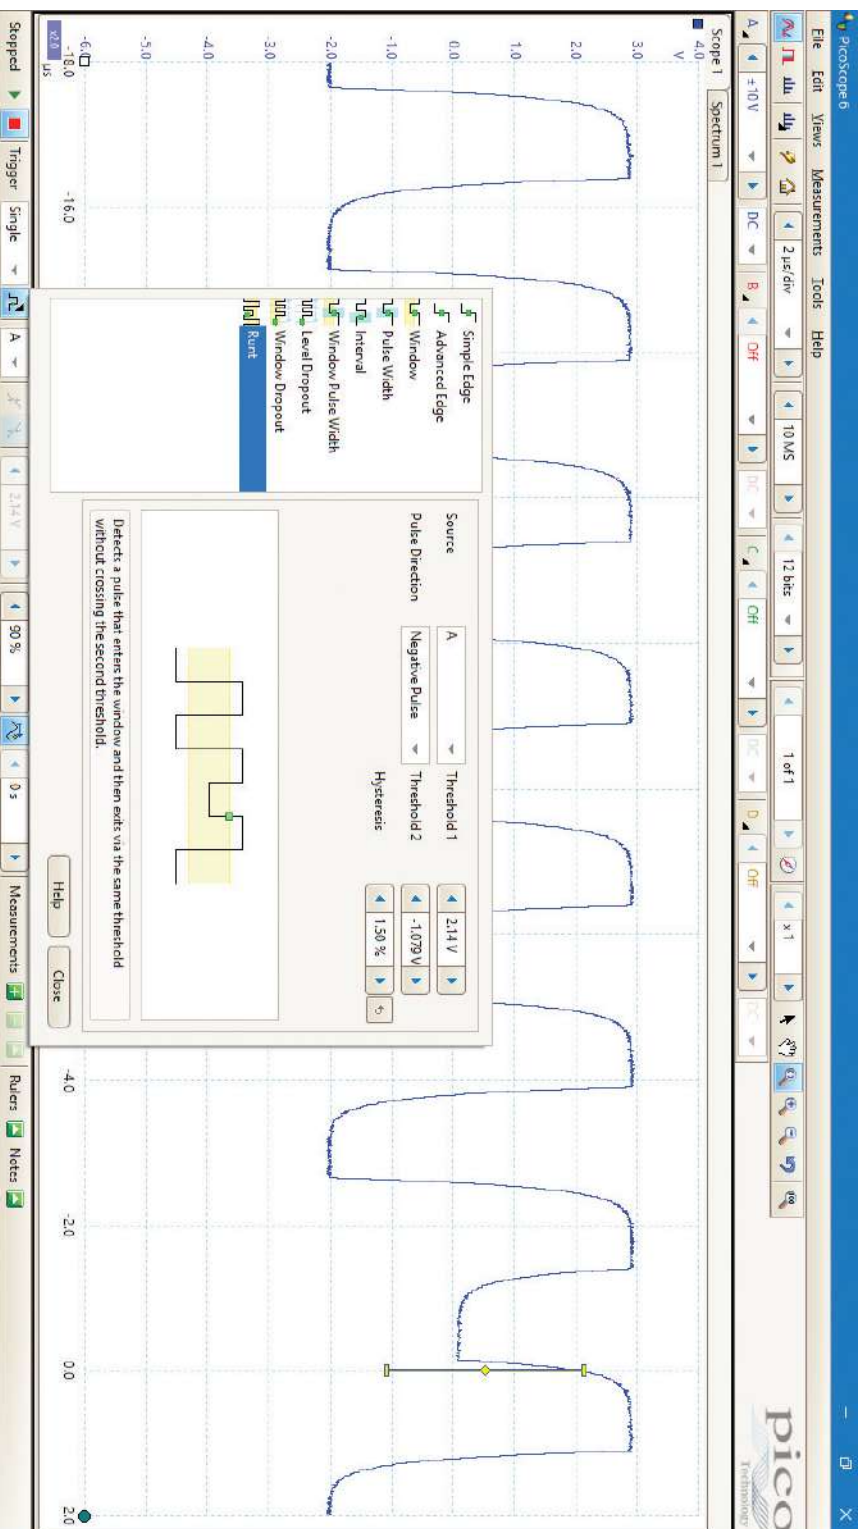 PicoScope 6
File Edit Views Measurements Tools Help
2 µs/div 10 MS 12 bits 1 of 1 x 1
A ±10 V DC B Off DC C Off DC D Off DC
pico
Technology
Scope 1 Spectrum 1
4.0
V
3.0
2.0
1.0
0.0
-1.0
-2.0
-3.0
-4.0
-5.0
-6.0
-18.0 -16.0 -4.0 -2.0 0.0 2.0
x2.0 µs
Simple Edge
Advanced Edge
Window
Pulse Width
Interval
Window Pulse Width
Level Dropout
Window Dropout
Runt
Source A Threshold 1 2.14 V
Pulse Direction Negative Pulse Threshold 2 -1.079 V
Hysteresis 1.50 %
Detects a pulse that enters the window and then exits via the same threshold
without crossing the second threshold.
Help Close
Stopped Trigger Single A 2.14 V 90 % 0 s Measurements Rulers Notes